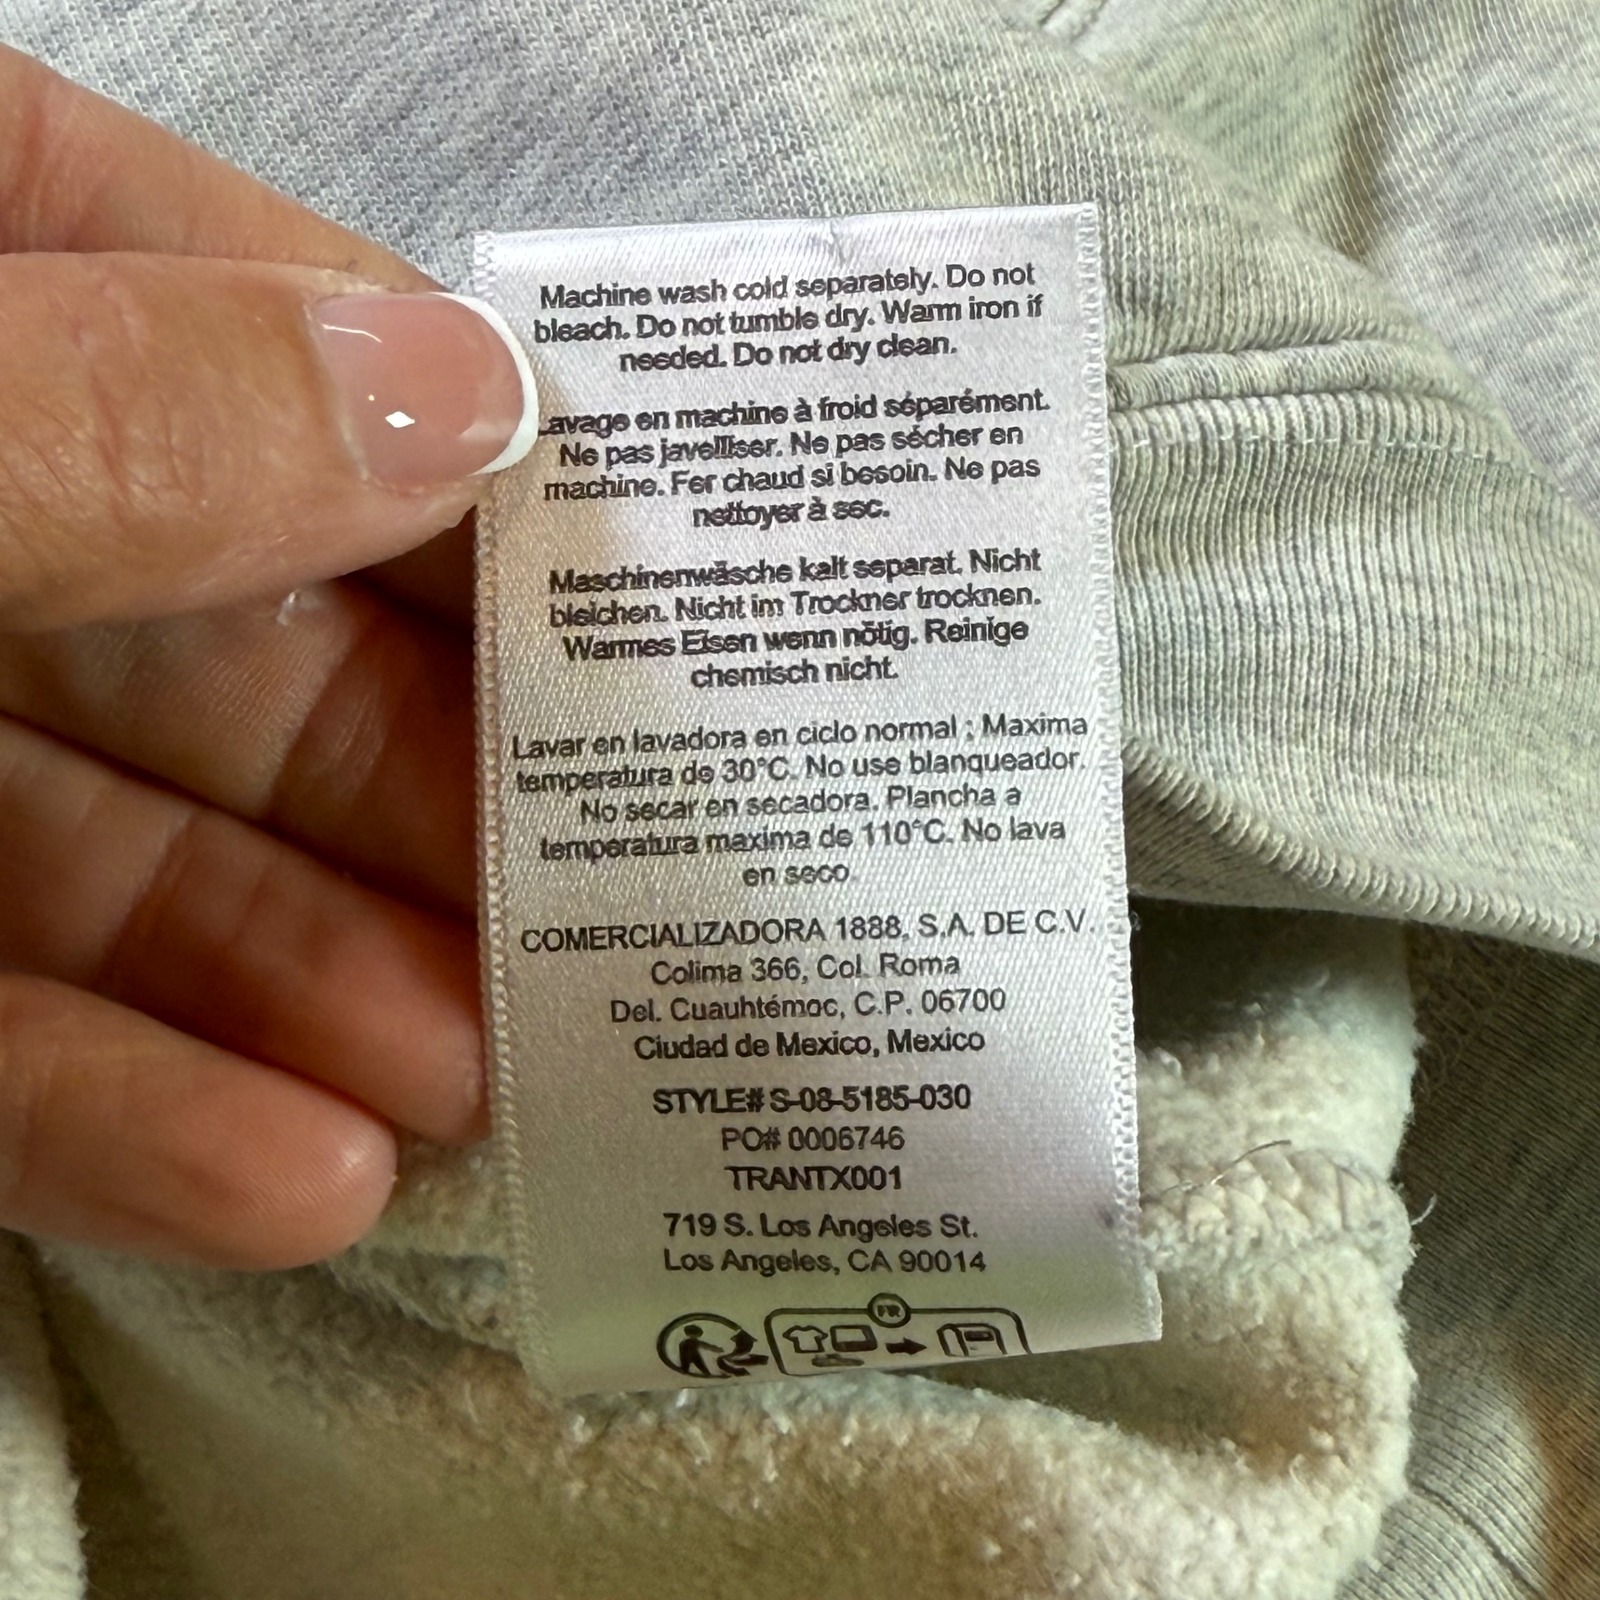 Machine wash cold separately. Do not
bleach. Do not tumble dry. Warm iron if
needed. Do not dry clean.
avage en machine à froid séparément.
Ne pas javelliser. Ne pas sécher en
machine. Fer chaud si besoin. Ne pas
nettoyer à sec.
Maschinenwäsche kalt separat. Nicht
bleichen. Nicht im Trockner trocknen.
Warmes Eisen wenn nötig. Reinige
chemisch nicht.
Lavar en lavadora en ciclo normal ; Maxima
temperatura de 30°C. No use blanqueador.
No secar en secadora. Plancha a
temperatura maxima de 110°C. No lava
en seco.
COMERCIALIZADORA 1888, S.A. DE C.V.
Colima 366, Col. Roma
Del. Cuauhtémoc, C.P. 06700
Ciudad de Mexico, Mexico
STYLE# S-08-5185-030
PO# 0006746
TRANTX001
719 S. Los Angeles St.
Los Angeles, CA 90014
FR